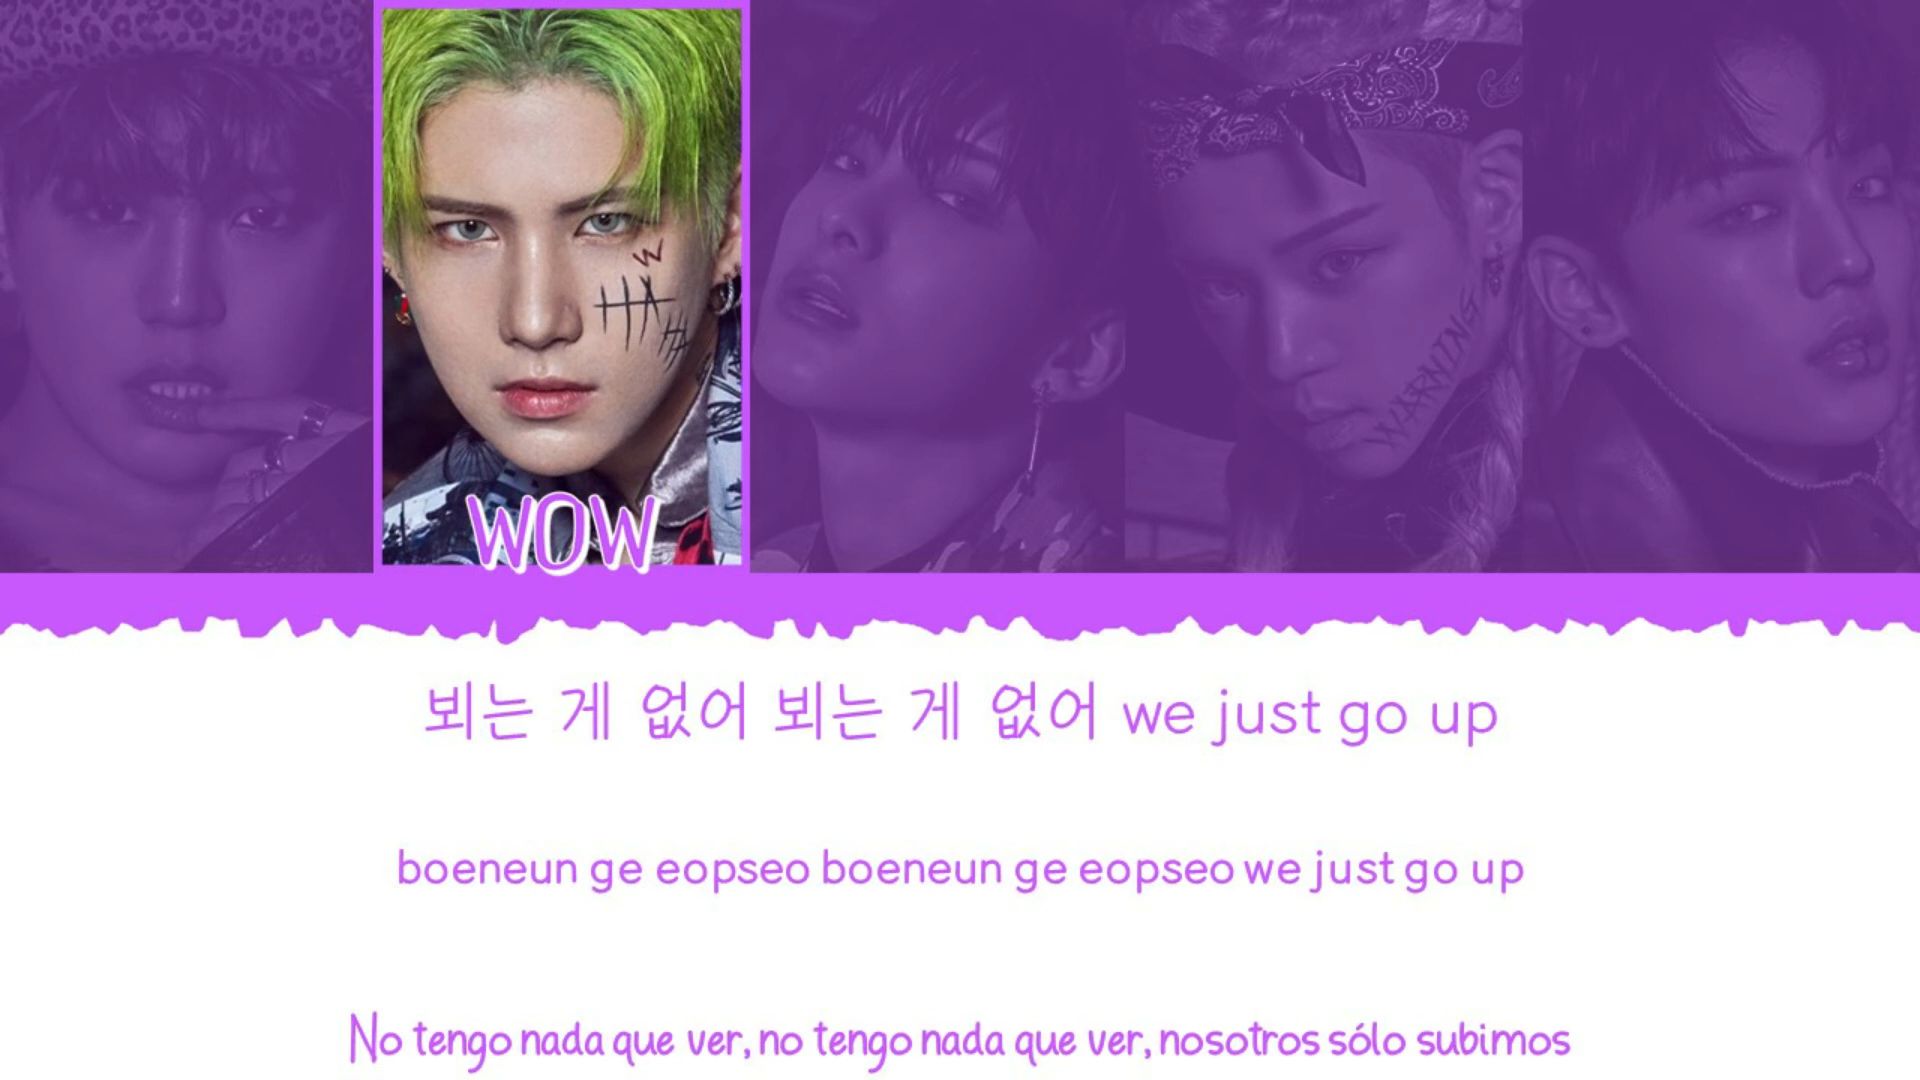 W
WARNING
WOW
뵈는 게 없어 뵈는 게 없어 we just go up
boeneun ge eopseo boeneun ge eopseo we just go up
No tengo nada que ver, no tengo nada que ver, nosotros sólo subimos